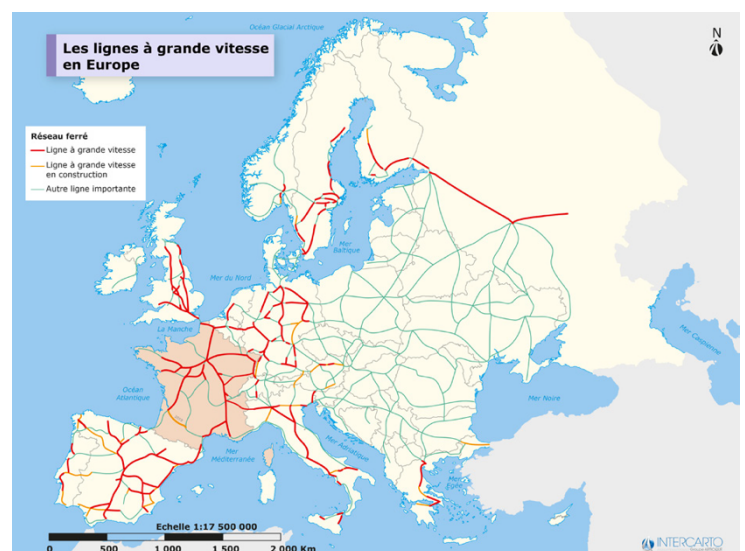 Océan Glacial Arctique
Les lignes à grande vitesse
en Europe
N
Réseau ferré
Ligne à grande vitesse
Ligne à grande vitesse
en construction
Autre ligne importante
Mer
Baltique
Mer du Nord
La Manche
Océan
Atlantique
Mer Caspienne
Mer Noire
Mer Adriatique
Mer
Méditerranée
Mer
Egée
Echelle 1:17 500 000
0 500 1 000 1 500 2 000 Km
INTERCARTO